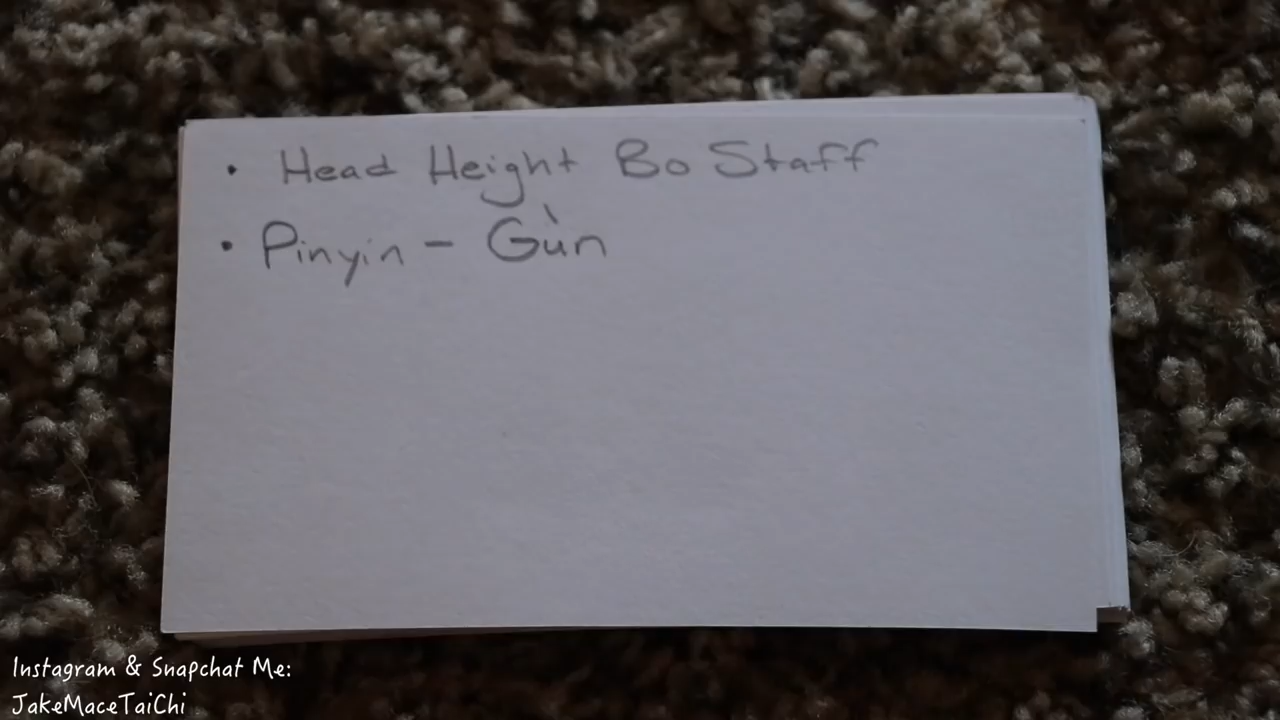 • Head Height Bo Staff
• Pinyin - Gùn
Instagram & Snapchat Me:
JakeMaceTaiChi